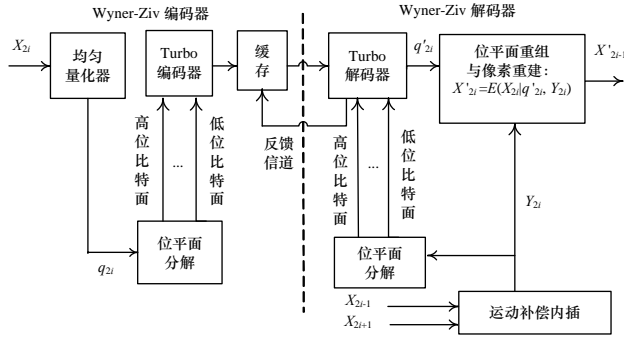 Wyner-Ziv 编码器
Wyner-Ziv 解码器
X2i
均匀
量化器
Turbo
编码器
缓
存
Turbo
解码器
q'2i
位平面重组
与像素重建：
X'2i=E(X2i|q'2i, Y2i)
X'2i-1
高位比特面
...
低位比特面
反馈
信道
高位比特面
...
低位比特面
Y2i
q2i
位平面
分解
位平面
分解
X2i-1
X2i+1
运动补偿内插